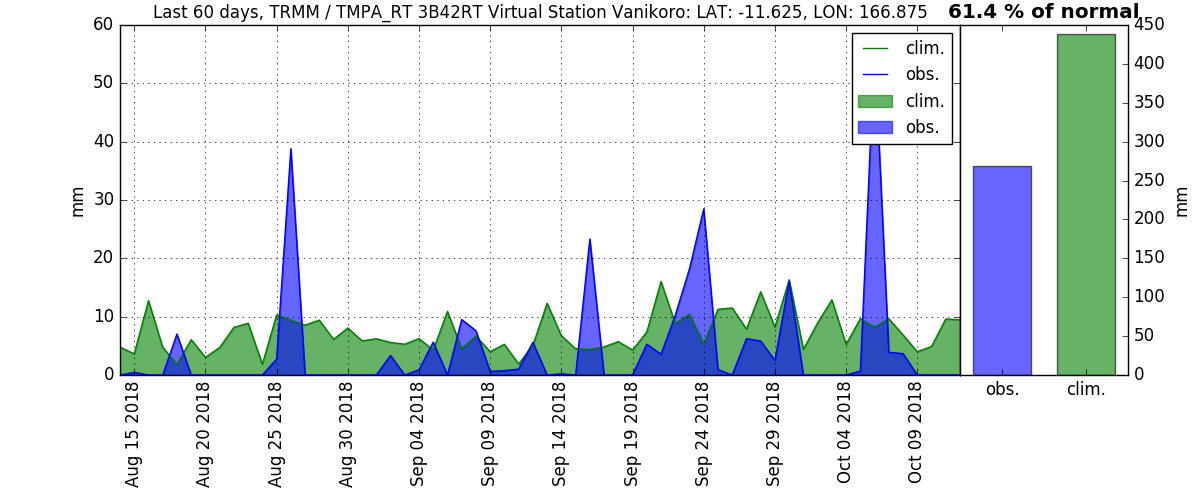 Last 60 days, TRMM / TMPA_RT 3B42RT Virtual Station Vanikoro: LAT: -11.625, LON: 166.875
61.4 % of normal
60
50
40
30
20
10
0
mm
clim.
obs.
clim.
obs.
Aug 15 2018
Aug 20 2018
Aug 25 2018
Aug 30 2018
Sep 04 2018
Sep 09 2018
Sep 14 2018
Sep 19 2018
Sep 24 2018
Sep 29 2018
Oct 04 2018
Oct 09 2018
450
400
350
300
250
200
150
100
50
0
mm
obs.
clim.